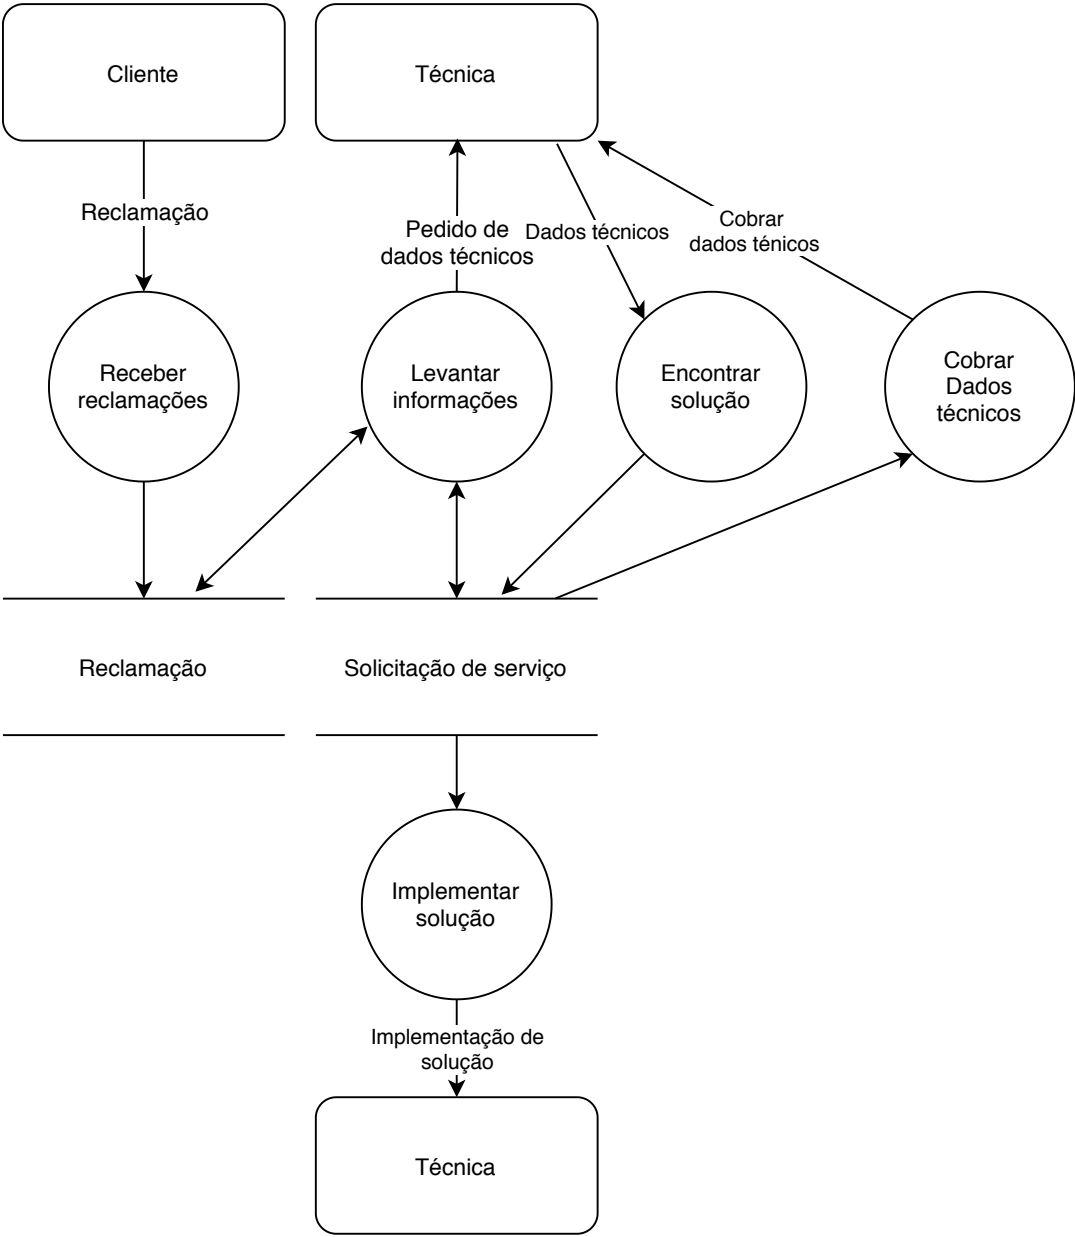 Cliente
Técnica
Reclamação
Pedido de
dados técnicos
Dados técnicos
Cobrar
dados ténicos
Receber
reclamações
Levantar
informações
Encontrar
solução
Cobrar
Dados
técnicos
Reclamação
Solicitação de serviço
Implementar
solução
Implementação de
solução
Técnica